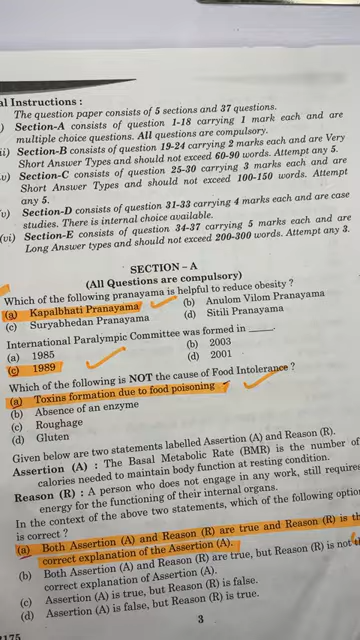 al Instructions :
The question paper consists of 5 sections and 37 questions.
) Section-A consists of question 1-18 carrying 1 mark each and are
multiple choice questions. All questions are compulsory.
ii) Section-B consists of question 19-24 carrying 2 marks each and are Very
Short Answer Types and should not exceed 60-90 words. Attempt any 5.
v) Section-C consists of question 25-30 carrying 3 marks each and are
Short Answer Types and should not exceed 100-150 words. Attempt
any 5.
(v) Section-D consists of question 31-33 carrying 4 marks each and are case
studies. There is internal choice available.
(vi) Section-E consists of question 34-37 carrying 5 marks each and are
Long Answer types and should not exceed 200-300 words. Attempt any 3.
SECTION – A
(All Questions are compulsory)
Which of the following pranayama is helpful to reduce obesity ?
(a) Kapalbhati Pranayama (b) Anulom Vilom Pranayama
(c) Suryabhedan Pranayama (d) Sitili Pranayama
International Paralympic Committee was formed in _____.
(a) 1985 (b) 2003
(c) 1989 (d) 2001
Which of the following is NOT the cause of Food Intolerance ?
(a) Toxins formation due to food poisoning
(b) Absence of an enzyme
(c) Roughage
(d) Gluten
Given below are two statements labelled Assertion (A) and Reason (R).
Assertion (A) : The Basal Metabolic Rate (BMR) is the number of
calories needed to maintain body function at resting condition.
Reason (R) : A person who does not engage in any work, still requires
energy for the functioning of their internal organs.
In the context of the above two statements, which of the following option
is correct ?
(a) Both Assertion (A) and Reason (R) are true and Reason (R) is th
correct explanation of the Assertion (A).
(b) Both Assertion (A) and Reason (R) are true, but Reason (R) is not th
correct explanation of Assertion (A).
(c) Assertion (A) is true, but Reason (R) is false.
(d) Assertion (A) is false, but Reason (R) is true.
3
2175